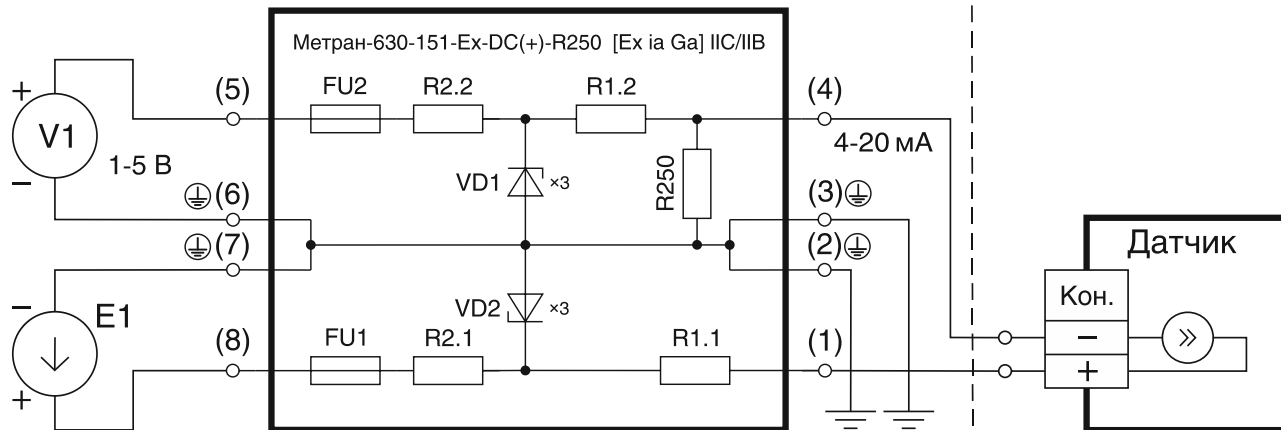 Метран-630-151-Ex-DC(+)-R250 [Ex ia Ga] IIC/IIB
+ (5) FU2 R2.2 R1.2 (4)
V1
1-5 В
4-20 мА
−
(6) VD1 ×3 R250 (3)
(7) (2) Датчик
− E1 VD2 ×3 Кон.
(8) FU1 R2.1 R1.1 (1) −
+ +